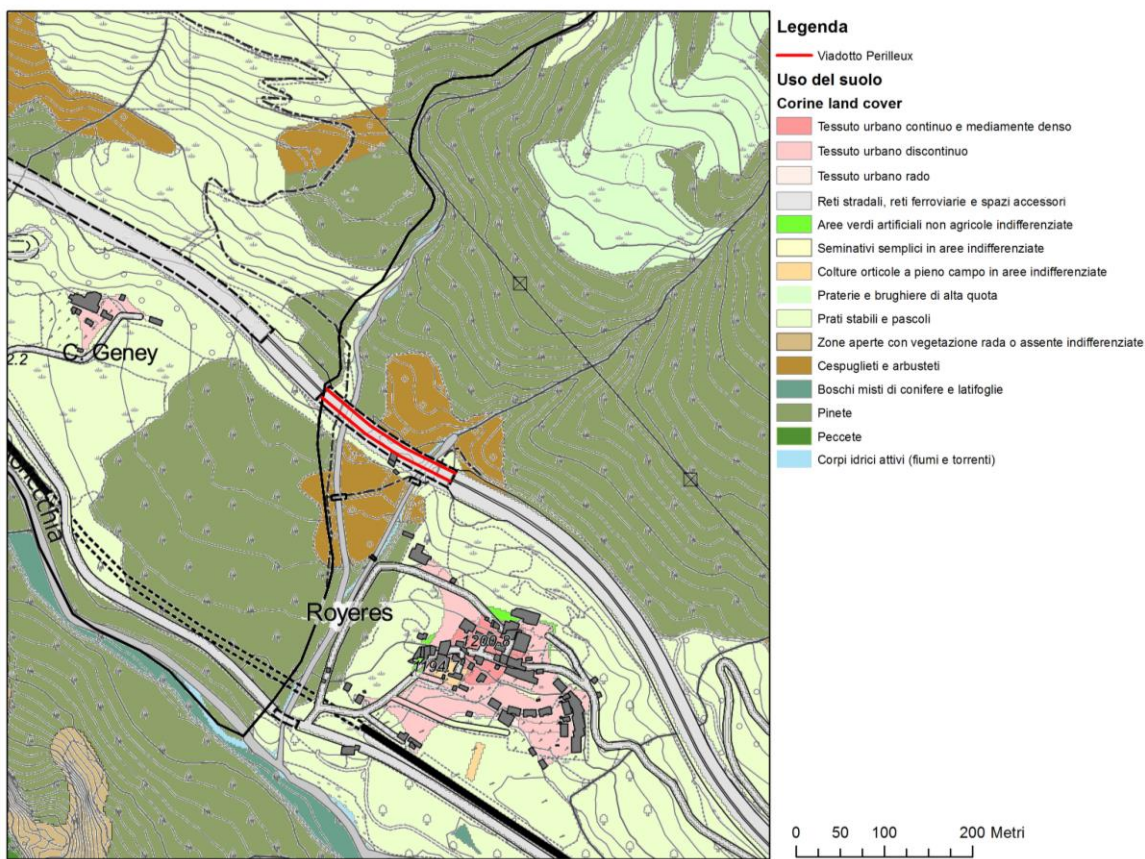 Legenda
Viadotto Perilleux
Uso del suolo
Corine land cover
Tessuto urbano continuo e mediamente denso
Tessuto urbano discontinuo
Tessuto urbano rado
Reti stradali, reti ferroviarie e spazi accessori
Aree verdi artificiali non agricole indifferenziate
Seminativi semplici in aree indifferenziate
Colture orticole a pieno campo in aree indifferenziate
Praterie e brughiere di alta quota
Prati stabili e pascoli
Zone aperte con vegetazione rada o assente indifferenziate
Cespuglieti e arbusteti
Boschi misti di conifere e latifoglie
Pinete
Peccete
Corpi idrici attivi (fiumi e torrenti)
C. Geney
2.2
Royeres
194
0 50 100 200 Metri